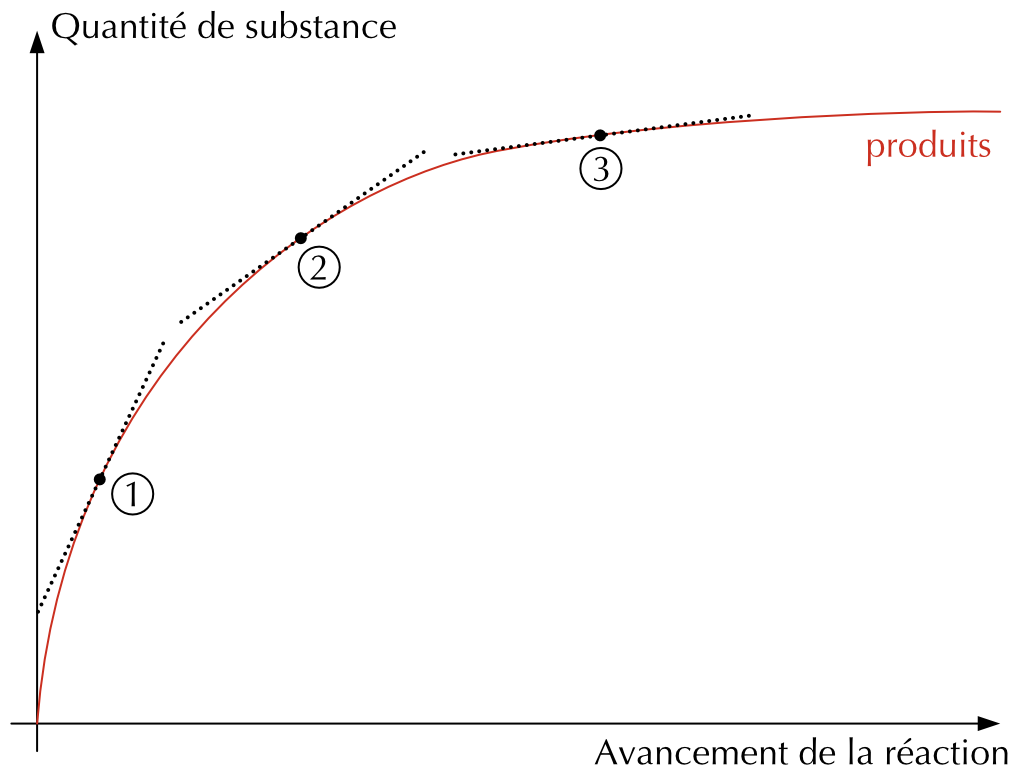 Quantité de substance
produits
3
2
1
Avancement de la réaction